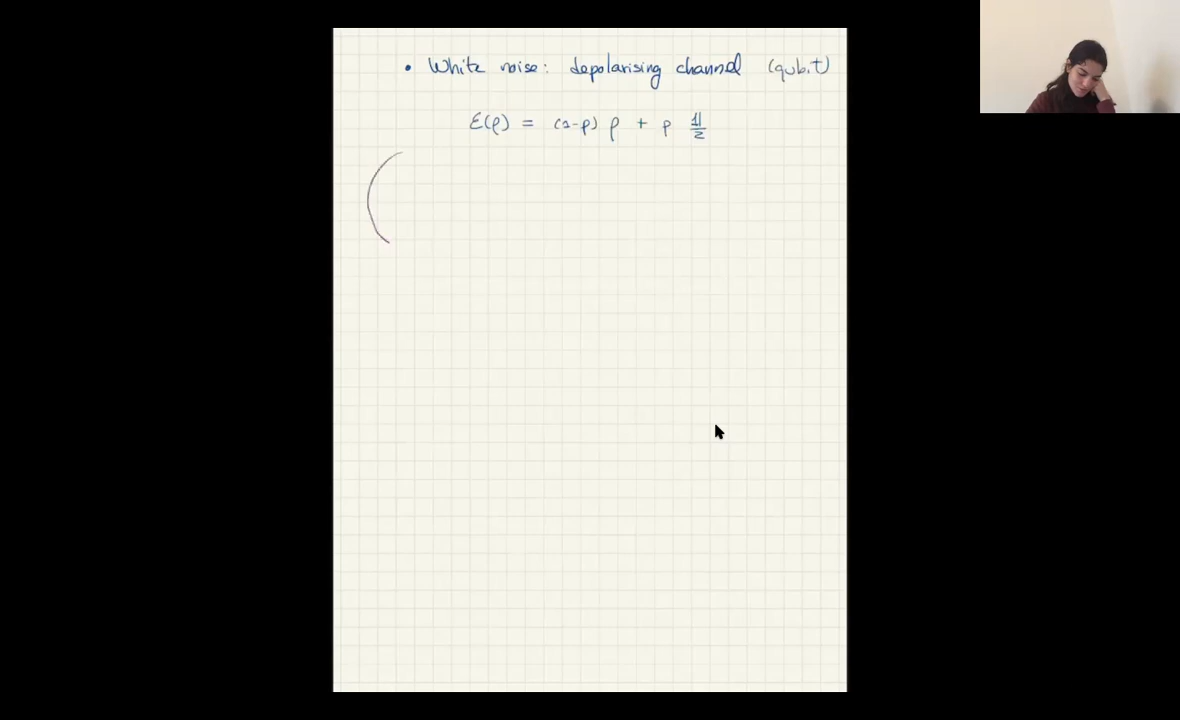 • White noise: depolarising channel (qubit)
ε(ρ) = (1-p) ρ + p 𝟙/2
(